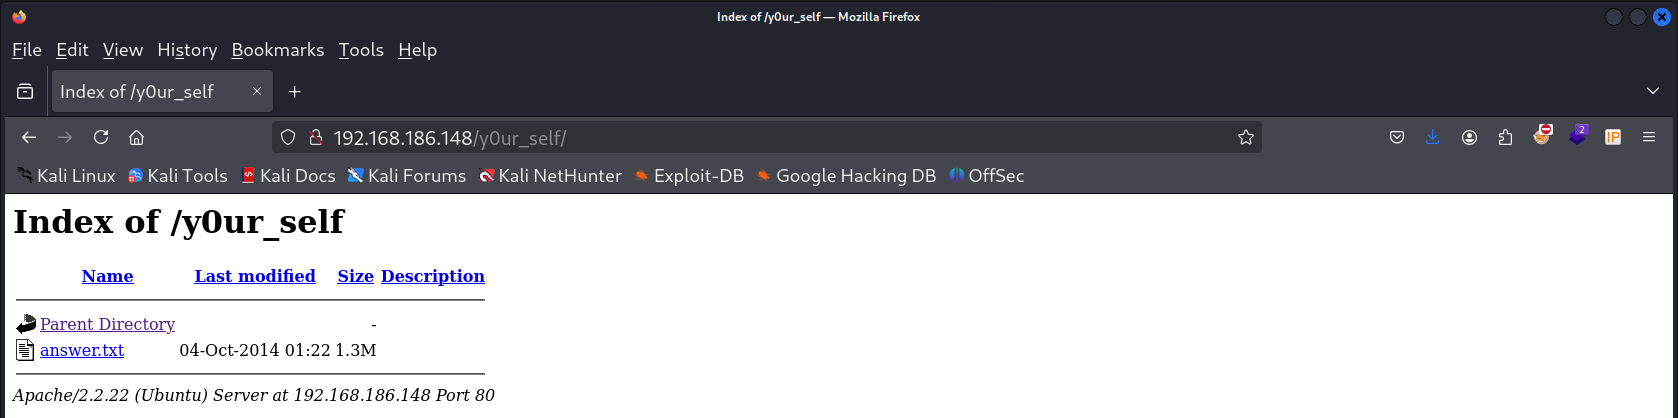 Index of /y0ur_self — Mozilla Firefox
File Edit View History Bookmarks Tools Help
Index of /y0ur_self
192.168.186.148/y0ur_self/
2
IP
Kali Linux Kali Tools Kali Docs Kali Forums Kali NetHunter Exploit-DB Google Hacking DB OffSec
Index of /y0ur_self
Name Last modified Size Description
Parent Directory -
answer.txt 04-Oct-2014 01:22 1.3M
Apache/2.2.22 (Ubuntu) Server at 192.168.186.148 Port 80